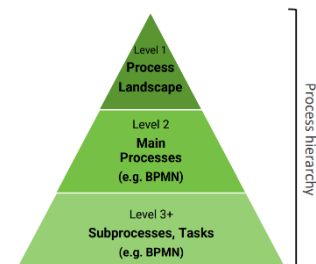 Level 1
Process
Landscape
Level 2
Main
Processes
(e.g. BPMN)
Level 3+
Subprocesses, Tasks
(e.g. BPMN)
Process hierarchy